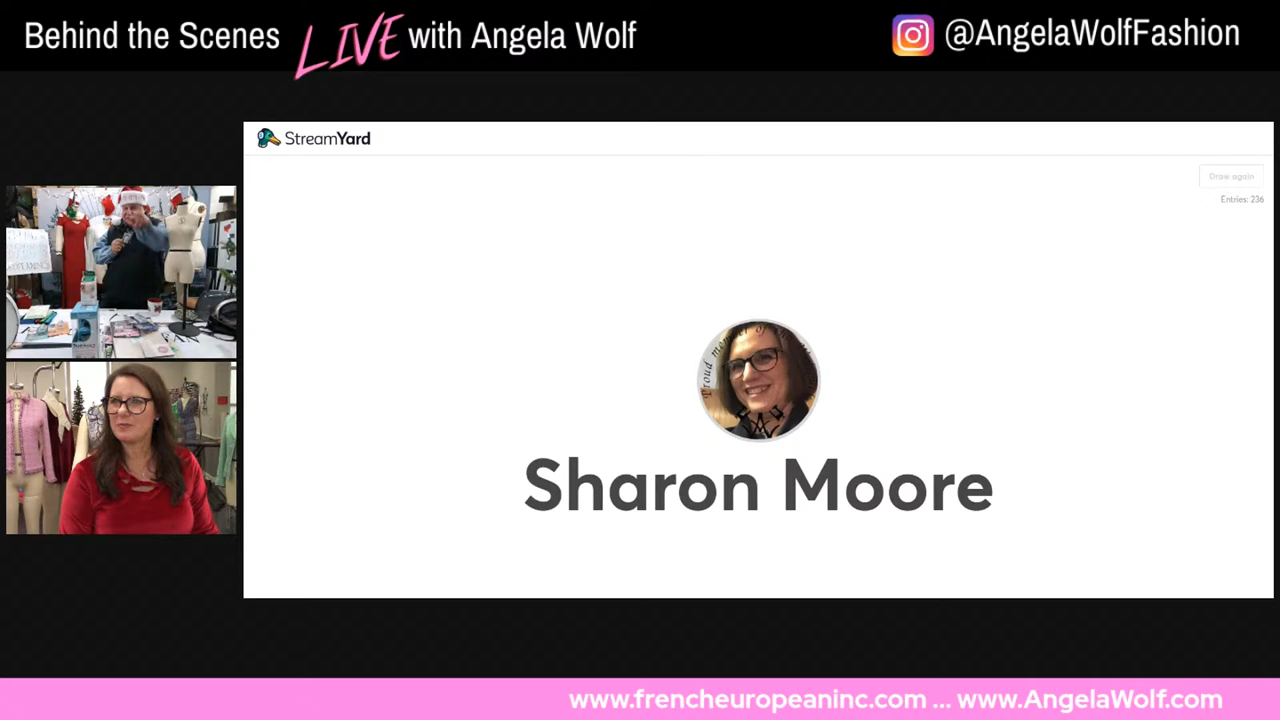 Behind the Scenes LIVE with Angela Wolf
@AngelaWolfFashion
StreamYard
Draw again
Entries: 236
Proud
Sharon Moore
www.frencheuropeaninc.com ... www.AngelaWolf.com